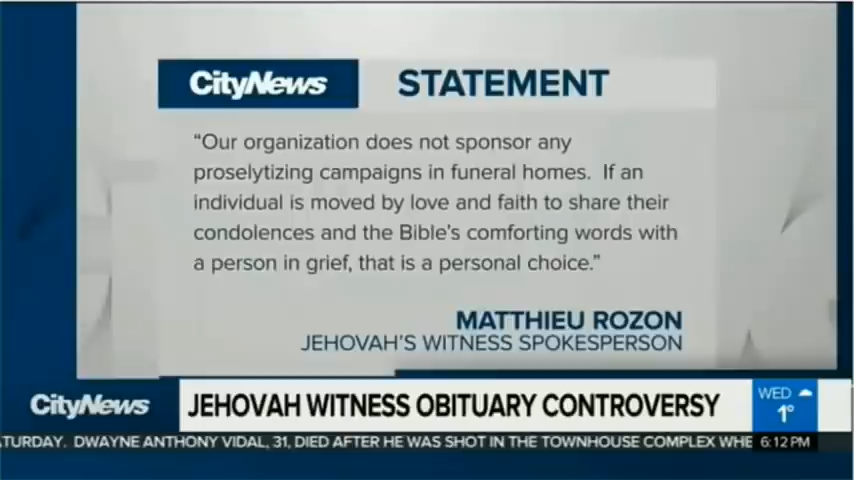 CityNews STATEMENT
“Our organization does not sponsor any
proselytizing campaigns in funeral homes. If an
individual is moved by love and faith to share their
condolences and the Bible’s comforting words with
a person in grief, that is a personal choice.”
MATTHIEU ROZON
JEHOVAH’S WITNESS SPOKESPERSON
CityNews JEHOVAH WITNESS OBITUARY CONTROVERSY WED 1°
TURDAY. DWAYNE ANTHONY VIDAL, 31, DIED AFTER HE WAS SHOT IN THE TOWNHOUSE COMPLEX WHE 6:12 PM